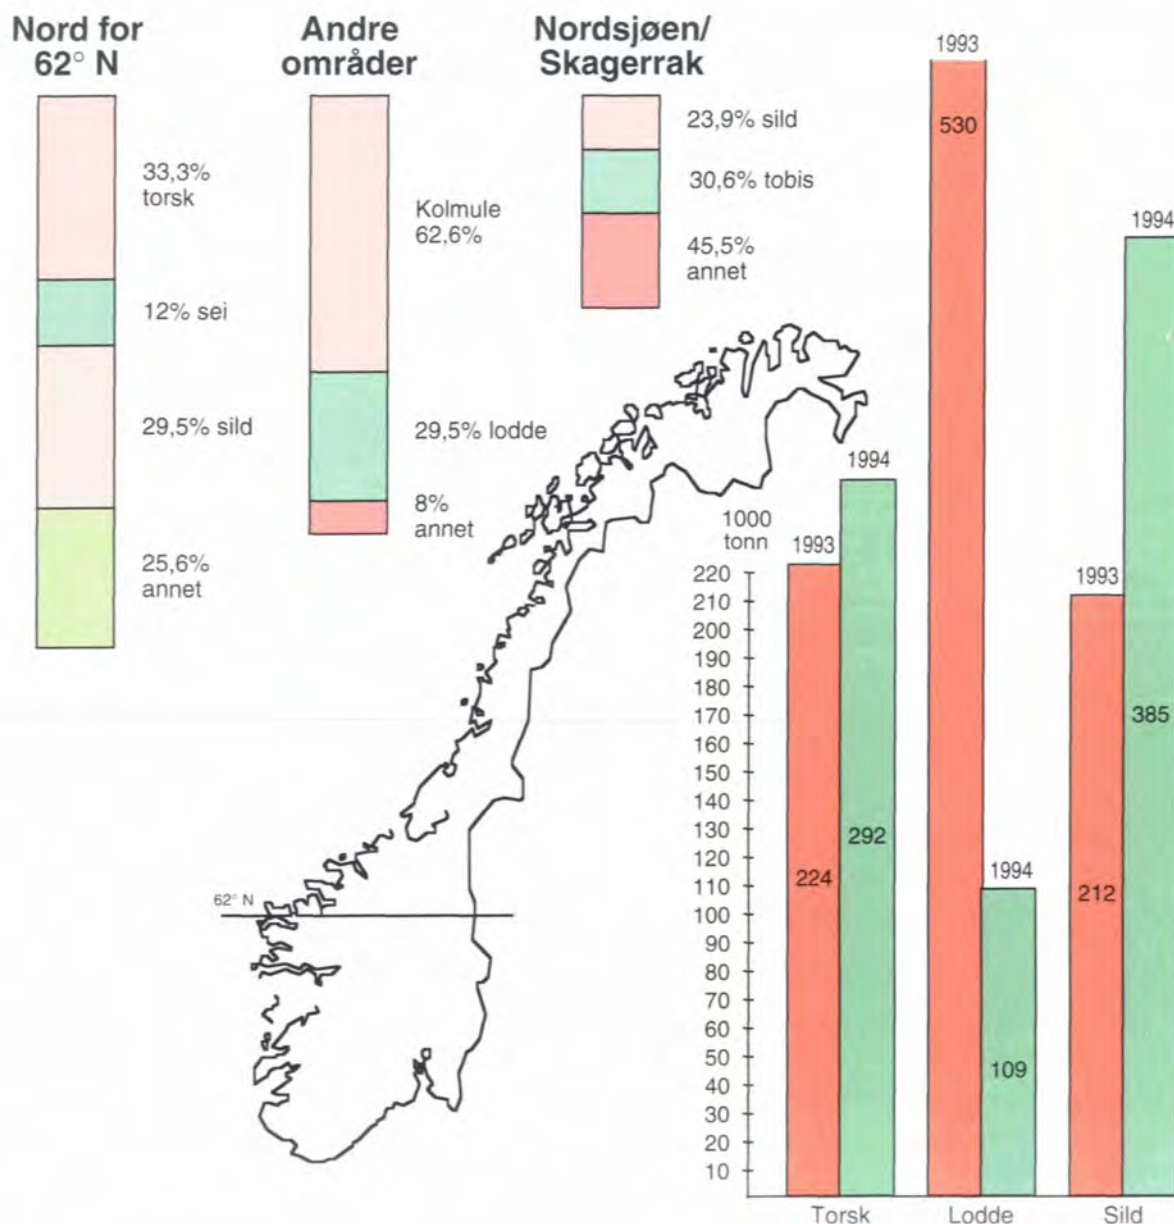 Nord for
62° N
33,3%
torsk
12% sei
29,5% sild
25,6%
annet
Andre
områder
Kolmule
62,6%
29,5% lodde
8%
annet
Nordsjøen/
Skagerrak
23,9% sild
30,6% tobis
45,5%
annet
62° N
1000
tonn
220
210
200
190
180
170
160
150
140
130
120
110
100
90
80
70
60
50
40
30
20
10
1993
224
1994
292
Torsk
1993
530
1994
109
Lodde
1993
212
1994
385
Sild